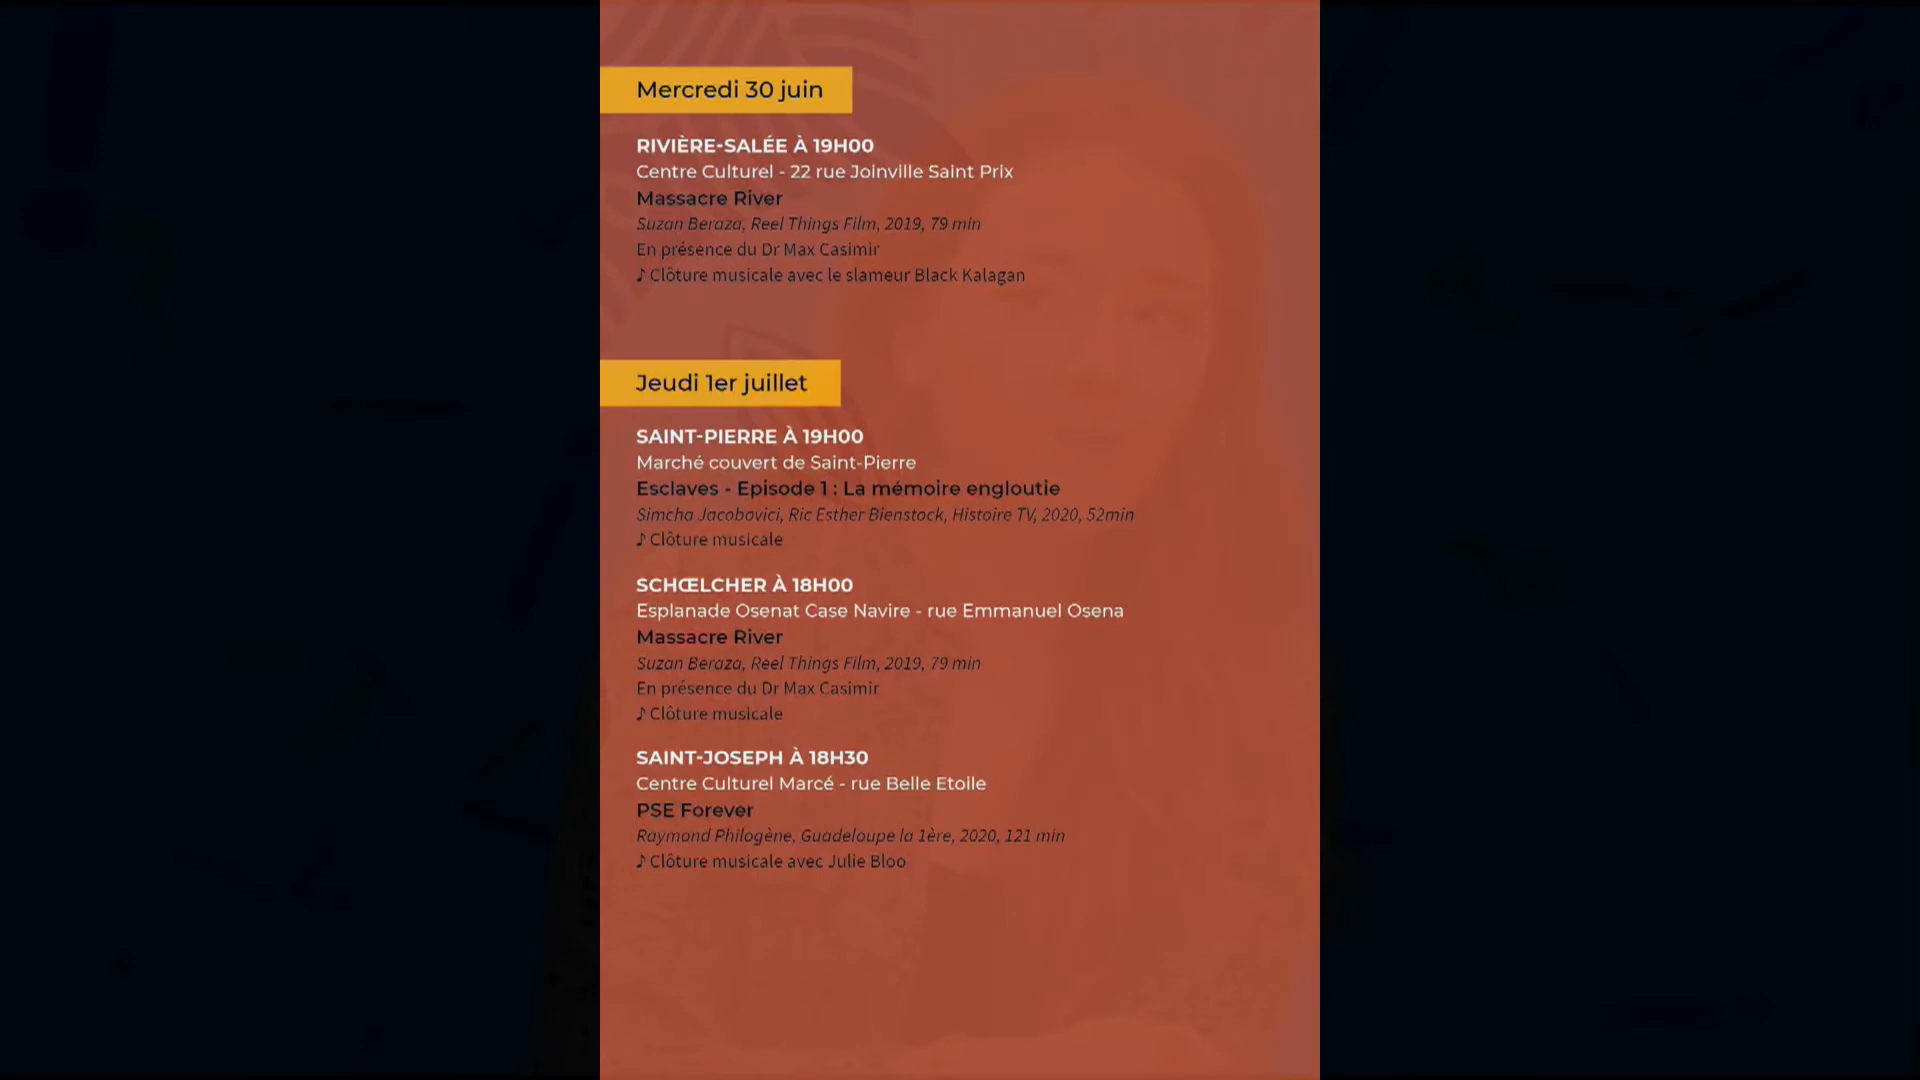 Mercredi 30 juin
RIVIÈRE-SALÉE À 19H00
Centre Culturel - 22 rue Joinville Saint Prix
Massacre River
Suzan Beraza, Reel Things Film, 2019, 79 min
En présence du Dr Max Casimir
♪ Clôture musicale avec le slameur Black Kalagan
Jeudi 1er juillet
SAINT-PIERRE À 19H00
Marché couvert de Saint-Pierre
Esclaves - Episode 1 : La mémoire engloutie
Simcha Jacobovici, Ric Esther Bienstock, Histoire TV, 2020, 52min
♪ Clôture musicale
SCHŒLCHER À 18H00
Esplanade Osenat Case Navire - rue Emmanuel Osena
Massacre River
Suzan Beraza, Reel Things Film, 2019, 79 min
En présence du Dr Max Casimir
♪ Clôture musicale
SAINT-JOSEPH À 18H30
Centre Culturel Marcé - rue Belle Etoile
PSE Forever
Raymond Philogène, Guadeloupe la 1ère, 2020, 121 min
♪ Clôture musicale avec Julie Bloo